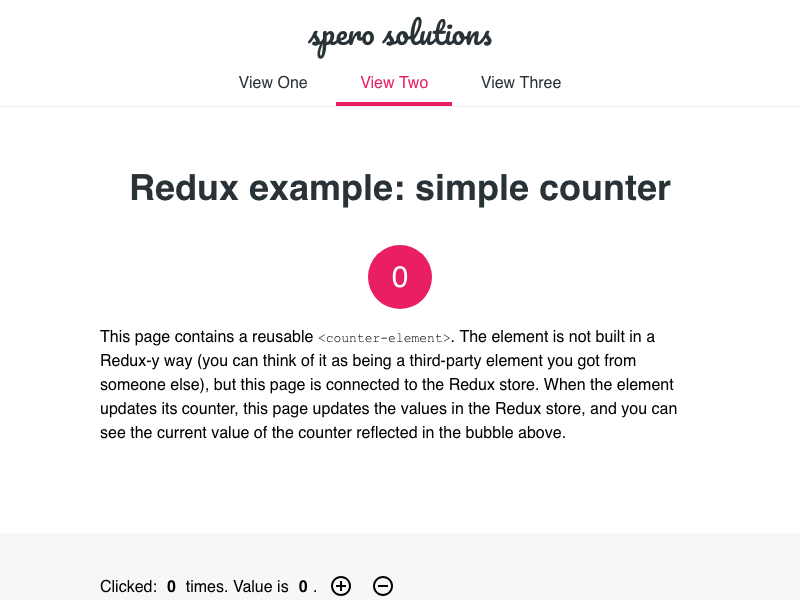 spero solutions
View One View Two View Three
Redux example: simple counter
0
This page contains a reusable <counter-element>. The element is not built in a
Redux-y way (you can think of it as being a third-party element you got from
someone else), but this page is connected to the Redux store. When the element
updates its counter, this page updates the values in the Redux store, and you can
see the current value of the counter reflected in the bubble above.
Clicked: 0 times. Value is 0 .